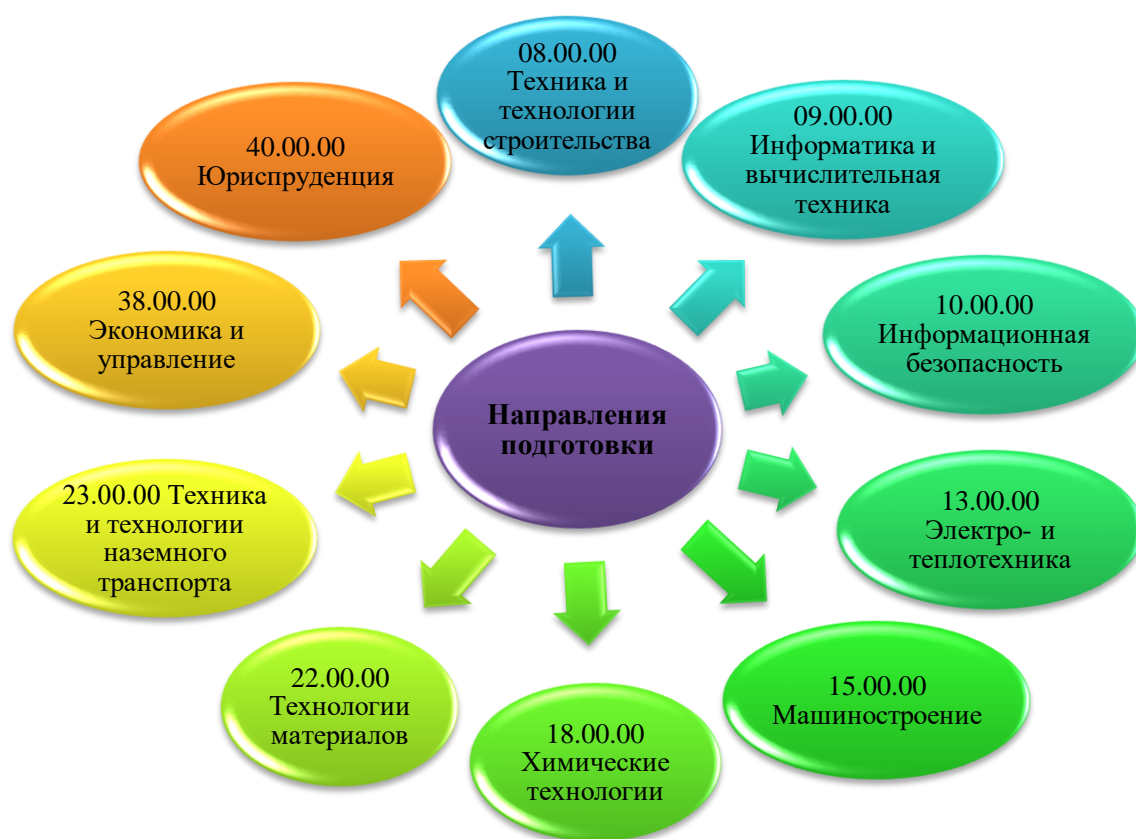 08.00.00
Техника и
технологии
строительства
09.00.00
Информатика и
вычислительная
техника
10.00.00
Информационная
безопасность
13.00.00
Электро- и
теплотехника
15.00.00
Машиностроение
18.00.00
Химические
технологии
22.00.00
Технологии
материалов
23.00.00 Техника
и технологии
наземного
транспорта
38.00.00
Экономика и
управление
40.00.00
Юриспруденция
Направления
подготовки